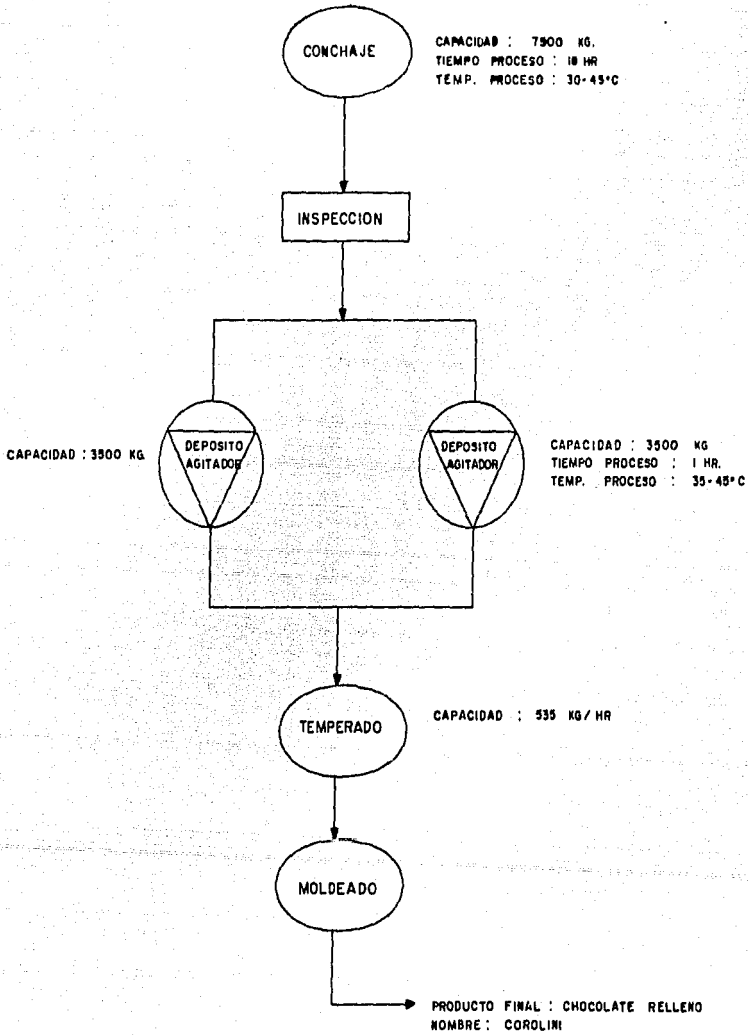 CONCHAJE
CAPACIDAD : 7500 KG.
TIEMPO PROCESO : 18 HR
TEMP. PROCESO : 30-45°C
INSPECCION
CAPACIDAD : 3500 KG
DEPOSITO
AGITADOR
DEPOSITO
AGITADOR
CAPACIDAD : 3500 KG
TIEMPO PROCESO : 1 HR.
TEMP. PROCESO : 35-45°C
TEMPERADO
CAPACIDAD : 535 KG/HR
MOLDEADO
PRODUCTO FINAL : CHOCOLATE RELLENO
NOMBRE : COROLINI